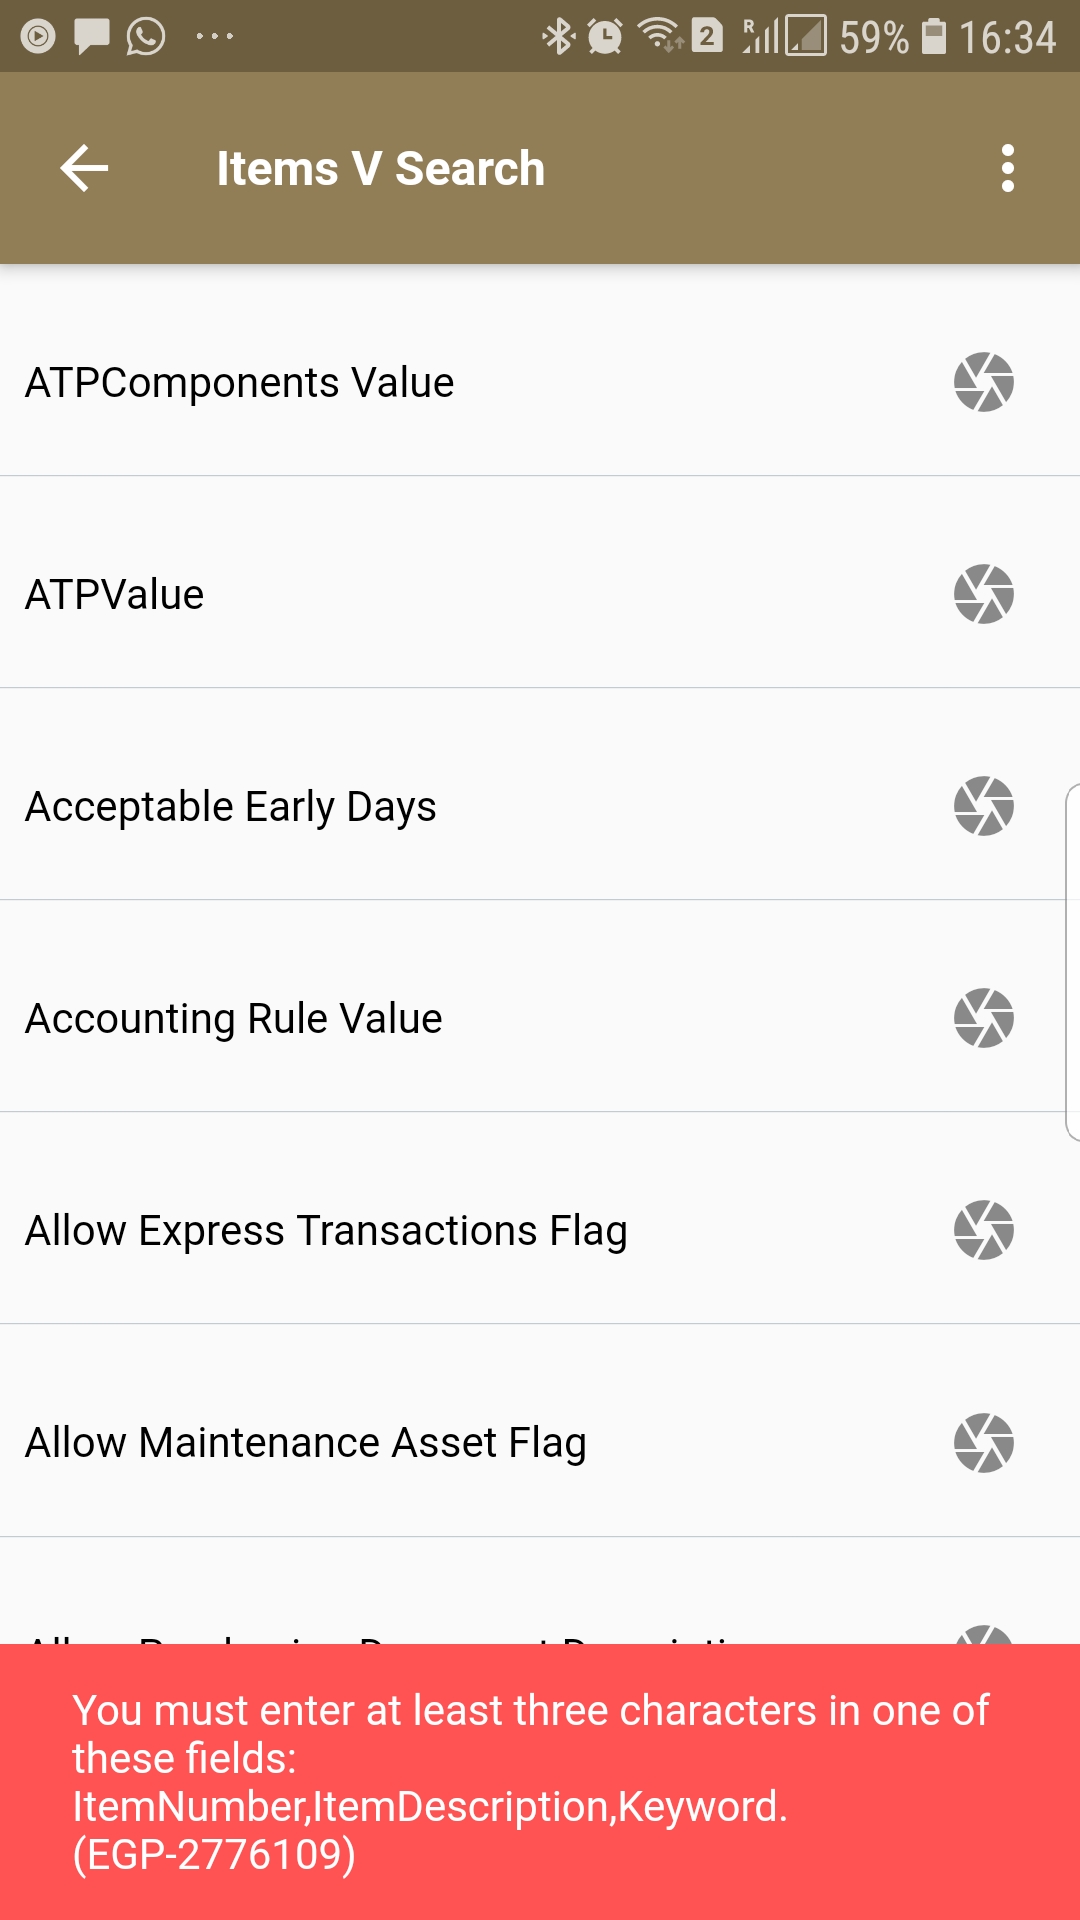 2 R 59% 16:34
Items V Search
ATPComponents Value
ATPValue
Acceptable Early Days
Accounting Rule Value
Allow Express Transactions Flag
Allow Maintenance Asset Flag
You must enter at least three characters in one of
these fields:
ItemNumber,ItemDescription,Keyword.
(EGP-2776109)